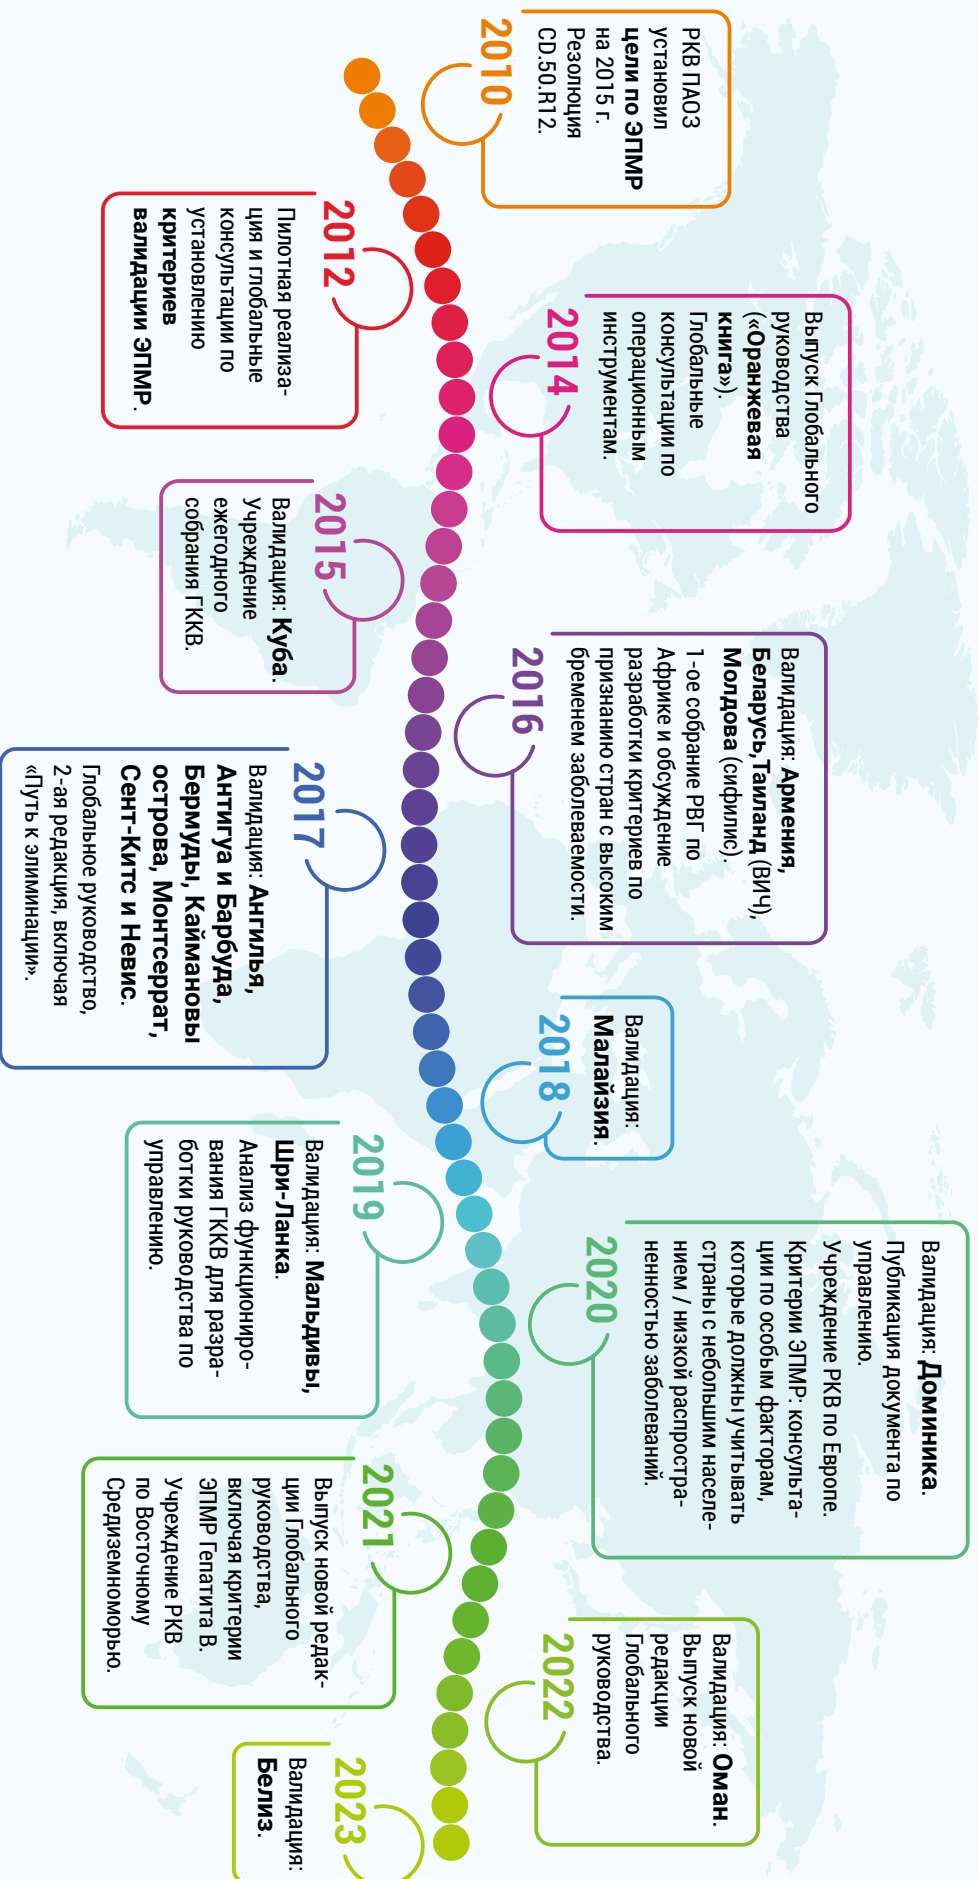 РКВ ПАОЗ
установил
цели по ЭПМР
на 2015 г.
Резолюция
CD.50.R12.
2010
2012
Пилотная реализа-
ция и глобальные
консультации по
установлению
критериев
валидации ЭПМР.
Выпуск Глобального
руководства
(«Оранжевая
книга»).
Глобальные
консультации по
операционным
инструментам.
2014
2015
Валидация: Куба.
Учреждение
ежегодного
собрания ГККВ.
Валидация: Армения,
Беларусь, Таиланд (ВИЧ),
Молдова (сифилис).
1-ое собрание РВГ по
Африке и обсуждение
разработки критериев по
признанию стран с высоким
бременем заболеваемости.
2016
2017
Валидация: Ангилья,
Антигуа и Барбуда,
Бермуды, Каймановы
острова, Монтсеррат,
Сент-Китс и Невис.
Глобальное руководство,
2-ая редакция, включая
«Путь к элиминации».
Валидация:
Малайзия.
2018
2019
Валидация: Мальдивы,
Шри-Ланка.
Анализ функциониро-
вания ГККВ для разра-
ботки руководства по
управлению.
Валидация: Доминика.
Публикация документа по
управлению.
Учреждение РКВ по Европе.
Критерии ЭПМР: консульта-
ции по особым факторам,
которые должны учитывать
страны с небольшим населе-
нием / низкой распростра-
ненностью заболеваний.
2020
2021
Выпуск новой редак-
ции Глобального
руководства,
включая критерии
ЭПМР Гепатита В.
Учреждение РКВ
по Восточному
Средиземноморью.
Валидация: Оман.
Выпуск новой
редакции
Глобального
руководства.
2022
2023
Валидация:
Белиз.